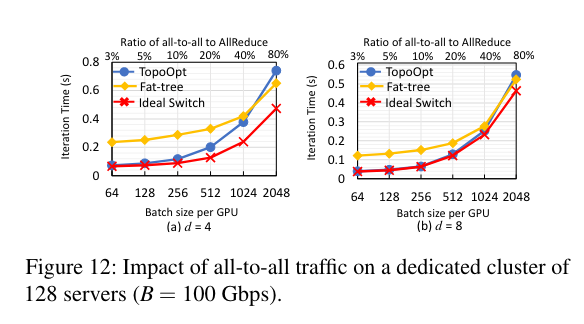 Ratio of all-to-all to AllReduce
3% 5% 10% 20% 40% 80%
Iteration Time (s)
0.8
0.6
0.4
0.2
0
TopoOpt
Fat-tree
Ideal Switch
64 128 256 512 1024 2048
Batch size per GPU
(a) d = 4
Ratio of all-to-all to AllReduce
3% 5% 10% 20% 40% 80%
Iteration Time (s)
0.6
0.5
0.4
0.3
0.2
0.1
0
TopoOpt
Fat-tree
Ideal Switch
64 128 256 512 1024 2048
Batch size per GPU
(b) d = 8
Figure 12: Impact of all-to-all traffic on a dedicated cluster of
128 servers (B = 100 Gbps).